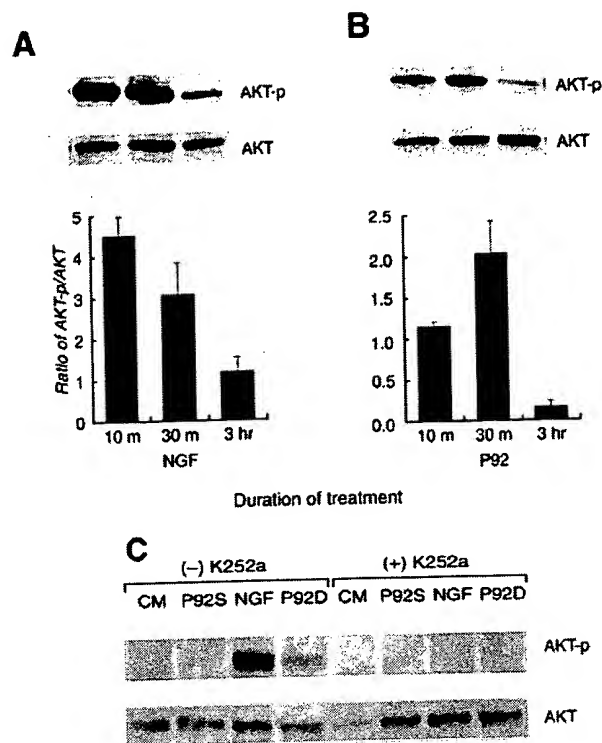 A
AKT-p
AKT
Ratio of AKT-p/AKT
5
4
3
2
1
0
10 m 30 m 3 hr
NGF
B
AKT-p
AKT
2.5
2.0
1.5
1.0
0.5
0.0
10 m 30 m 3 hr
P92
Duration of treatment
C
(–) K252a (+) K252a
CM P92S NGF P92D CM P92S NGF P92D
AKT-p
AKT